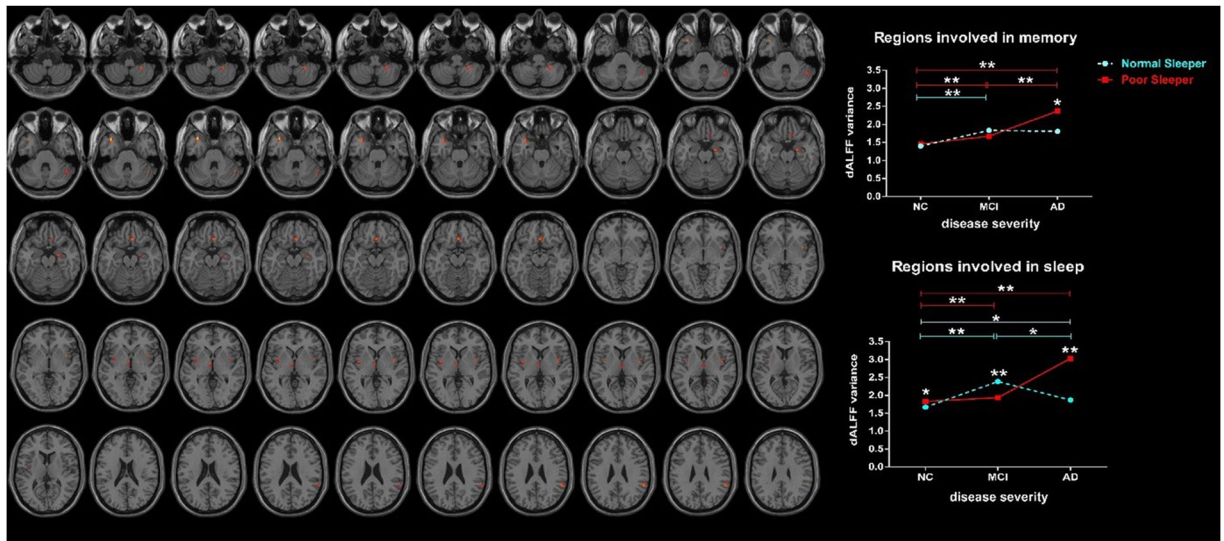 Regions involved in memory
Normal Sleeper
Poor Sleeper
**
**
**
**
*
3.5
3.0
2.5
2.0
1.5
1.0
0.5
0.0
dALFF variance
NC
MCI
AD
disease severity
Regions involved in sleep
**
**
*
**
*
**
**
*
3.5
3.0
2.5
2.0
1.5
1.0
0.5
0.0
dALFF variance
NC
MCI
AD
disease severity